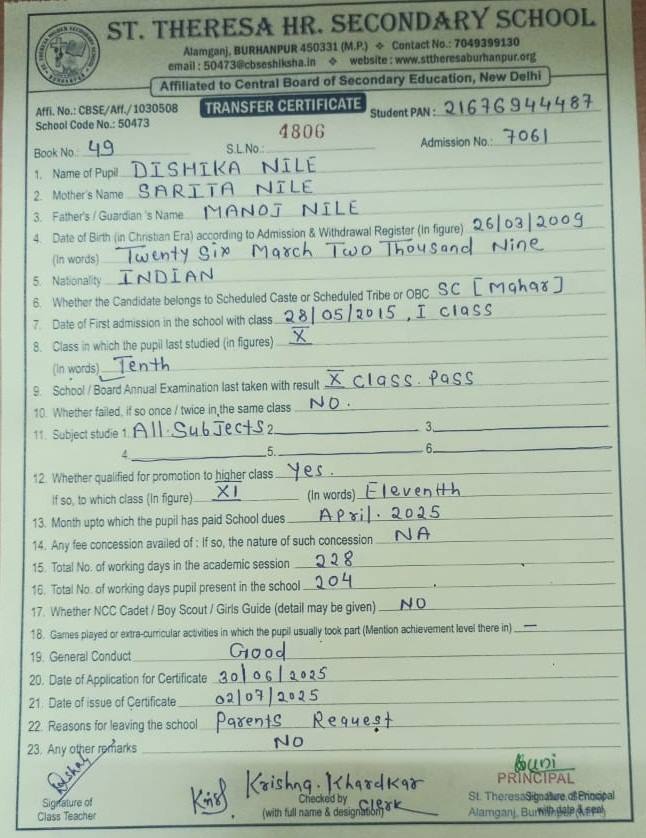 ST. THERESA HR. SECONDARY SCHOOL
Alamganj, BURHANPUR 450331 (M.P.) ❖ Contact No.: 7049399130
email : 50473@cbseshiksha.in ❖ website : www.sttheresaburhanpur.org
Affiliated to Central Board of Secondary Education, New Delhi
Affi. No.: CBSE/Aff./1030508 TRANSFER CERTIFICATE Student PAN : 21676944487
School Code No.: 50473
Book No.: 49 S.L.No.: 4806 Admission No.: 7061
1. Name of Pupil DISHIKA NILE
2. Mother's Name SARITA NILE
3. Father's / Guardian 's Name MANOJ NILE
4. Date of Birth (in Christian Era) according to Admission & Withdrawal Register (In figure) 26/03/2009
(In words) Twenty Six March Two Thousand Nine
5. Nationality INDIAN
6. Whether the Candidate belongs to Scheduled Caste or Scheduled Tribe or OBC SC [Mahar]
7. Date of First admission in the school with class 28/05/2015, I class
8. Class in which the pupil last studied (in figures) X
(In words) Tenth
9. School / Board Annual Examination last taken with result X class. Pass
10. Whether failed, if so once / twice in the same class NO.
11. Subject studie 1. All. Subjects 2. 3.
4. 5. 6.
12. Whether qualified for promotion to higher class Yes.
If so, to which class (In figure) XI (In words) Eleventth
13. Month upto which the pupil has paid School dues April. 2025
14. Any fee concession availed of : If so, the nature of such concession NA
15. Total No. of working days in the academic session 228
16. Total No. of working days pupil present in the school 204
17. Whether NCC Cadet / Boy Scout / Girls Guide (detail may be given) NO
18. Games played or extra-curricular activities in which the pupil usually took part (Mention achievement level there in) —
19. General Conduct Good
20. Date of Application for Certificate 30/06/2025
21. Date of issue of Certificate 02/07/2025
22. Reasons for leaving the school Parents Request
23. Any other remarks NO
Krishna. Khardkar
PRINCIPAL
Signature of Checked by Clerk St. Theresa Signature of Principal
Class Teacher (with full name & designation) Alamganj, with date & seal